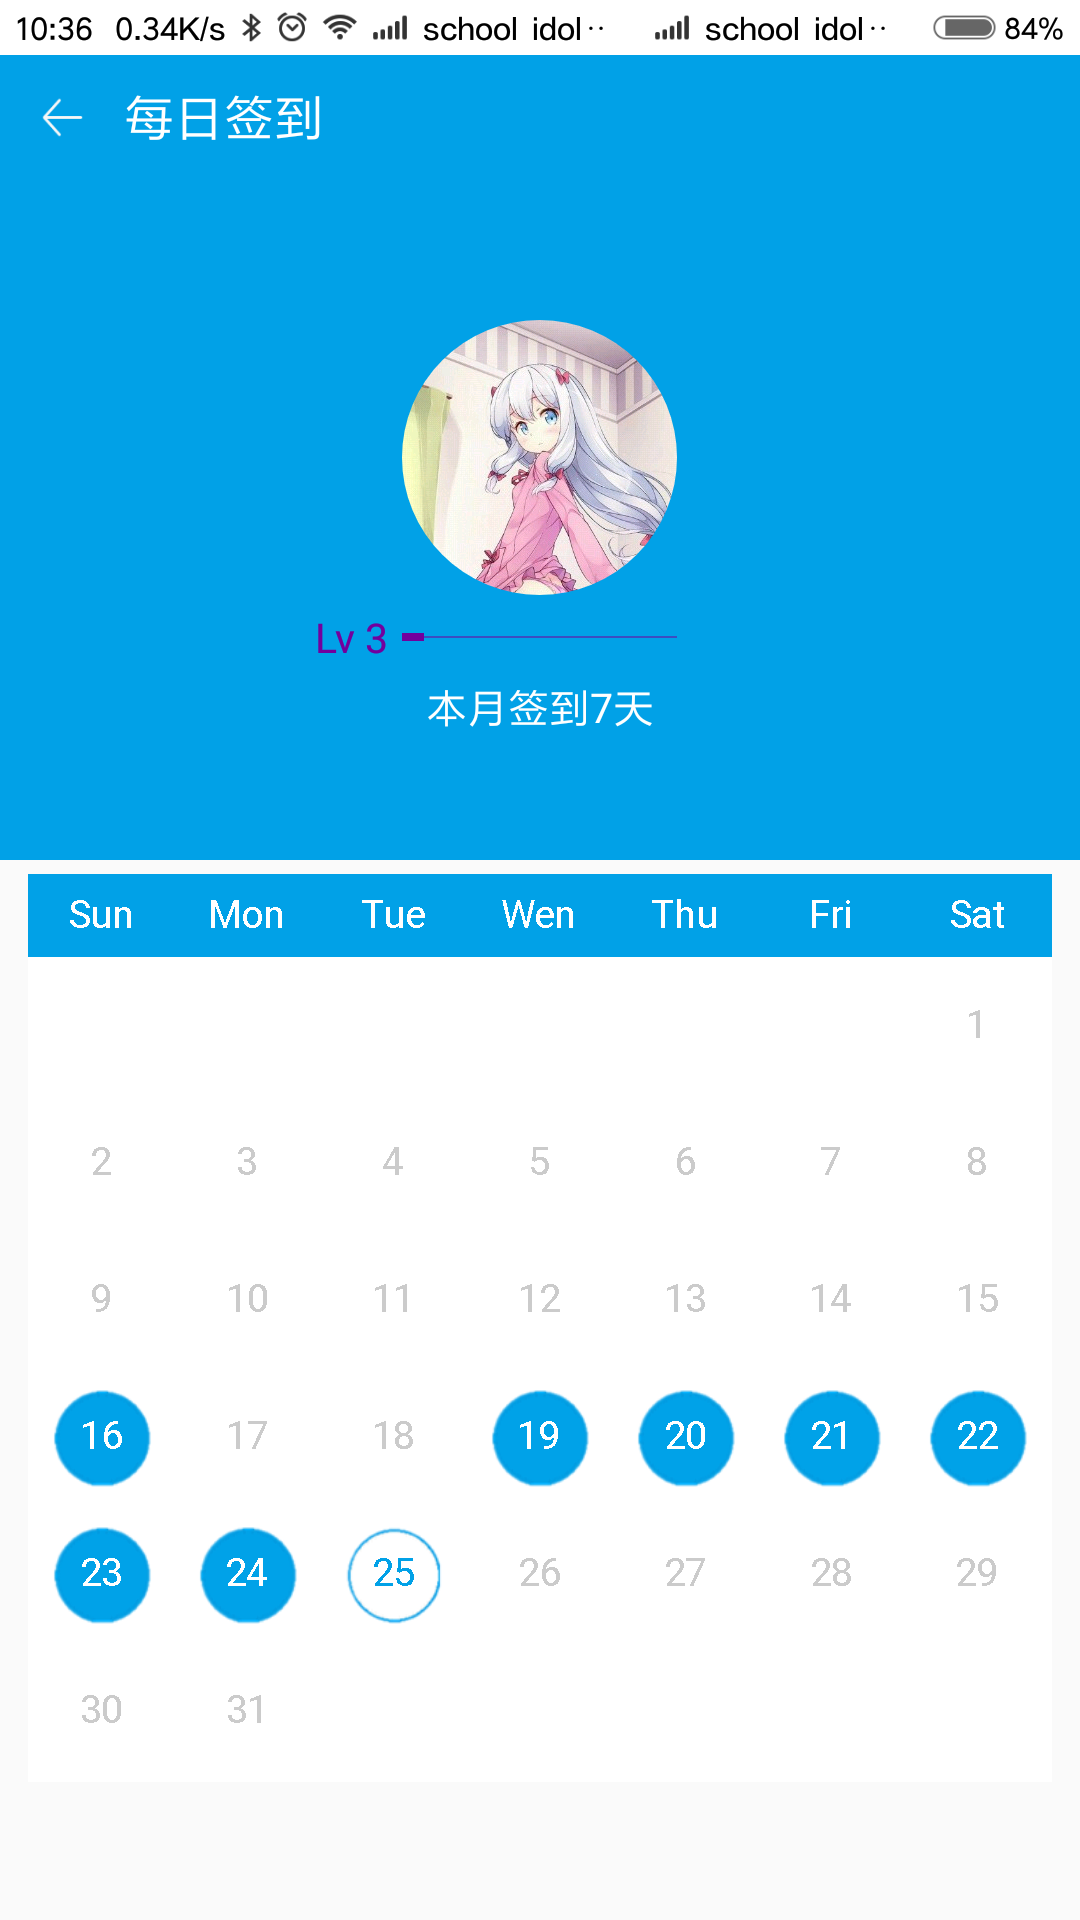 10:36 0.34K/s school idol·· school idol·· 84%
每日签到
Lv 3
本月签到7天
Sun Mon Tue Wen Thu Fri Sat
1
2 3 4 5 6 7 8
9 10 11 12 13 14 15
16 17 18 19 20 21 22
23 24 25 26 27 28 29
30 31